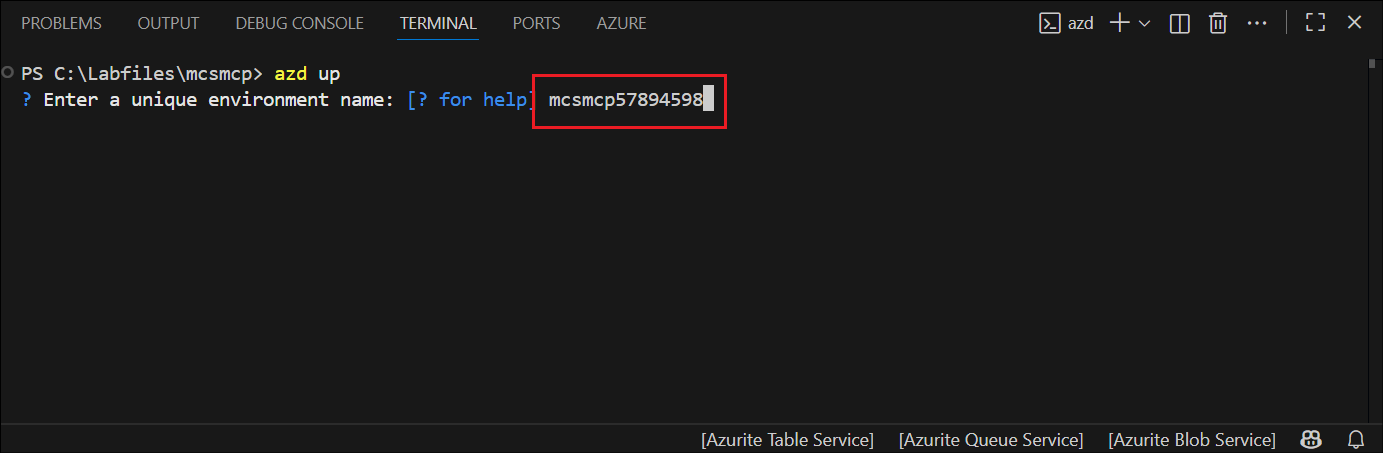 PROBLEMS OUTPUT DEBUG CONSOLE TERMINAL PORTS AZURE azd
PS C:\Labfiles\mcsmcp> azd up
? Enter a unique environment name: [? for help] mcsmcp57894598
[Azurite Table Service] [Azurite Queue Service] [Azurite Blob Service]